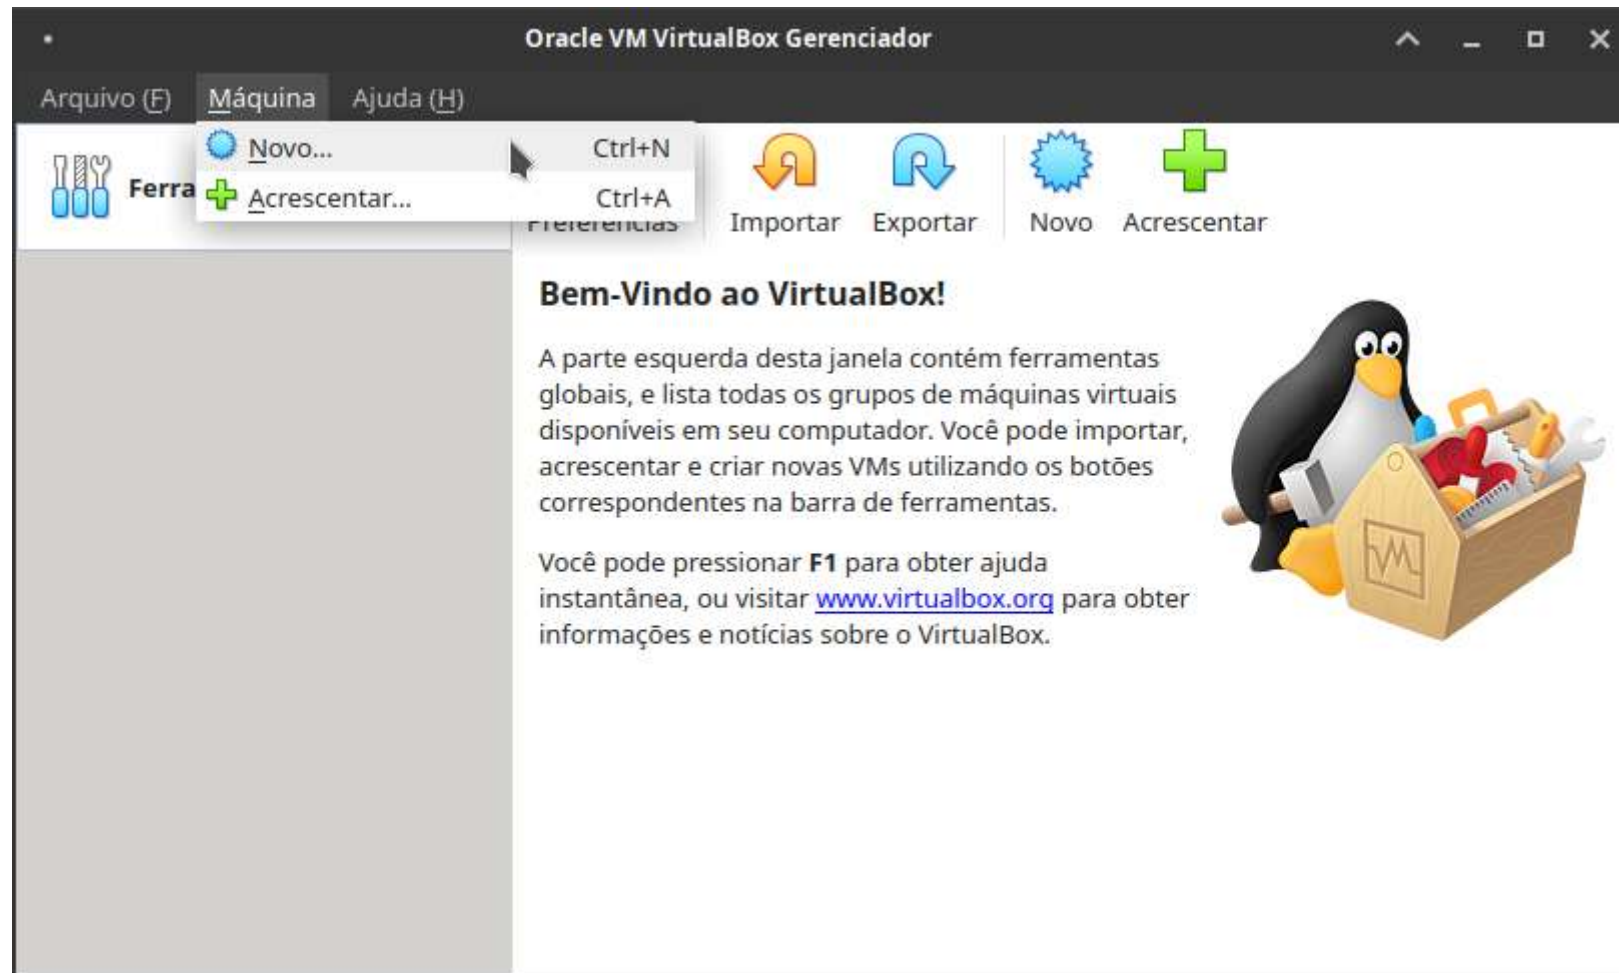 Oracle VM VirtualBox Gerenciador
Arquivo (F) Máquina Ajuda (H)
Novo... Ctrl+N
Acrescentar... Ctrl+A
Ferra
Preferências Importar Exportar Novo Acrescentar
Bem-Vindo ao VirtualBox!
A parte esquerda desta janela contém ferramentas
globais, e lista todas os grupos de máquinas virtuais
disponíveis em seu computador. Você pode importar,
acrescentar e criar novas VMs utilizando os botões
correspondentes na barra de ferramentas.
Você pode pressionar F1 para obter ajuda
instantânea, ou visitar www.virtualbox.org para obter
informações e notícias sobre o VirtualBox.